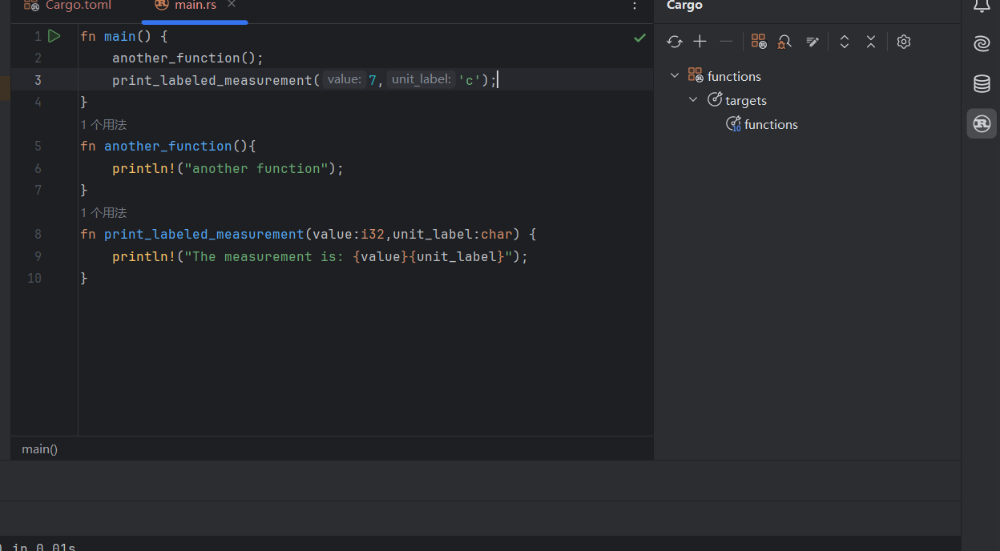 Cargo.toml
main.rs
Cargo
1 fn main() {
2 another_function();
3 print_labeled_measurement( value: 7, unit_label: 'c');
4 }
1 个用法
5 fn another_function(){
6 println!("another function");
7 }
1 个用法
8 fn print_labeled_measurement(value:i32,unit_label:char) {
9 println!("The measurement is: {value}{unit_label}");
10 }
functions
targets
functions
main()
) in 0.01s